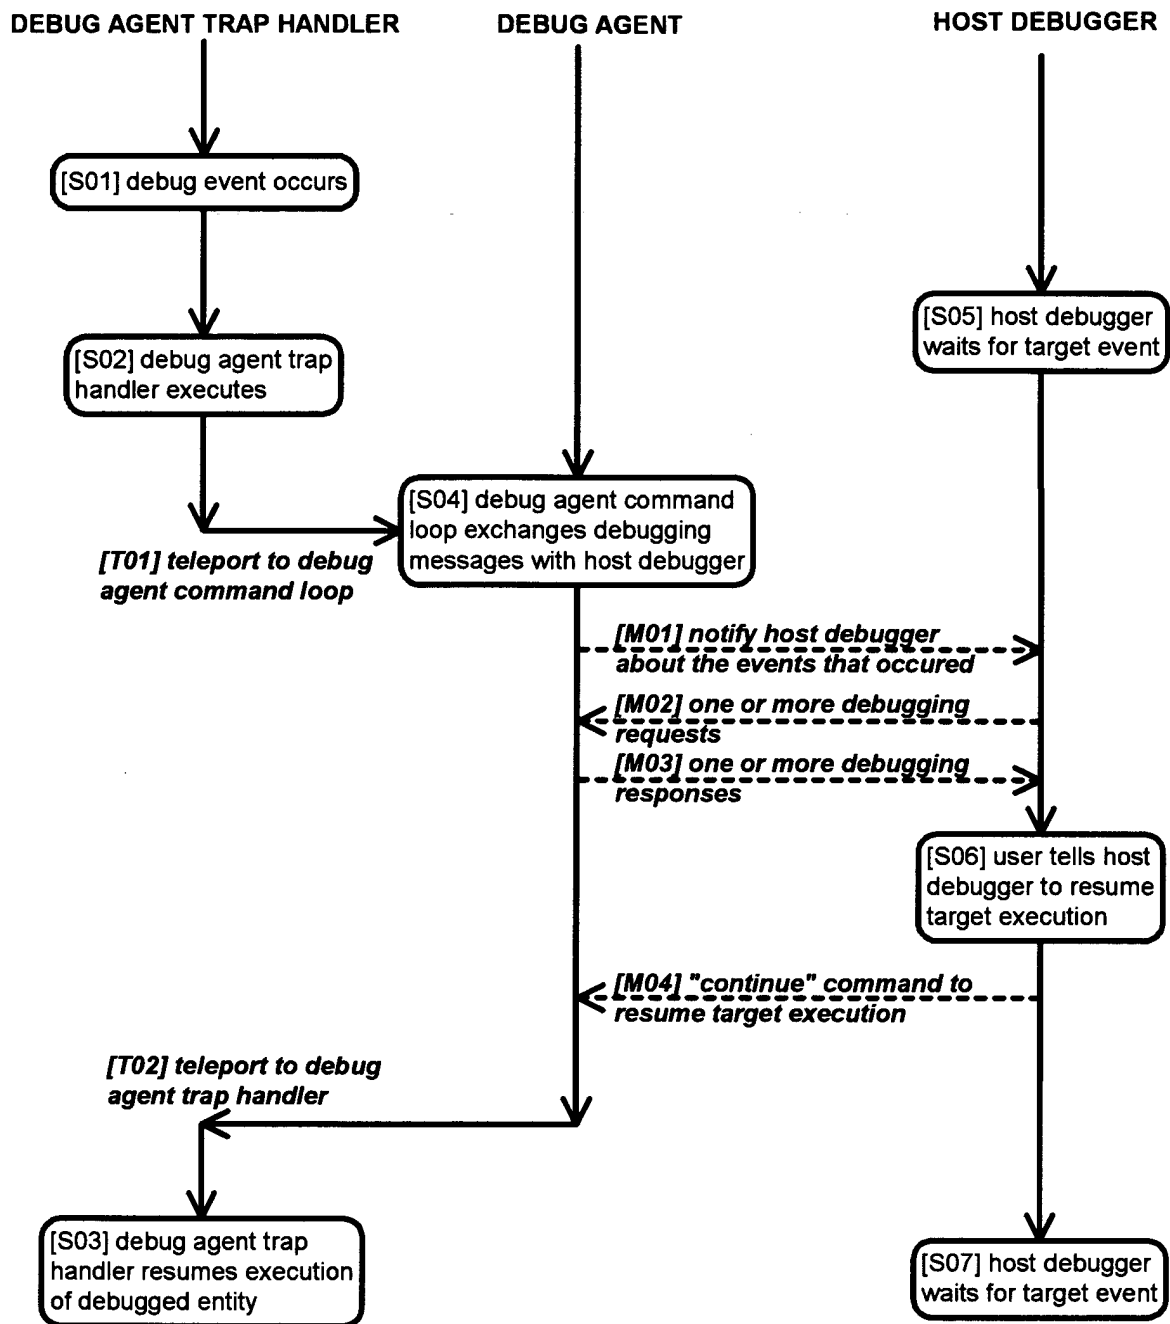 DEBUG AGENT TRAP HANDLER
DEBUG AGENT
HOST DEBUGGER
[S01] debug event occurs
[S05] host debugger
waits for target event
[S02] debug agent trap
handler executes
[S04] debug agent command
loop exchanges debugging
messages with host debugger
[T01] teleport to debug
agent command loop
[M01] notify host debugger
about the events that occured
[M02] one or more debugging
requests
[M03] one or more debugging
responses
[S06] user tells host
debugger to resume
target execution
[M04] "continue" command to
resume target execution
[T02] teleport to debug
agent trap handler
[S03] debug agent trap
handler resumes execution
of debugged entity
[S07] host debugger
waits for target event